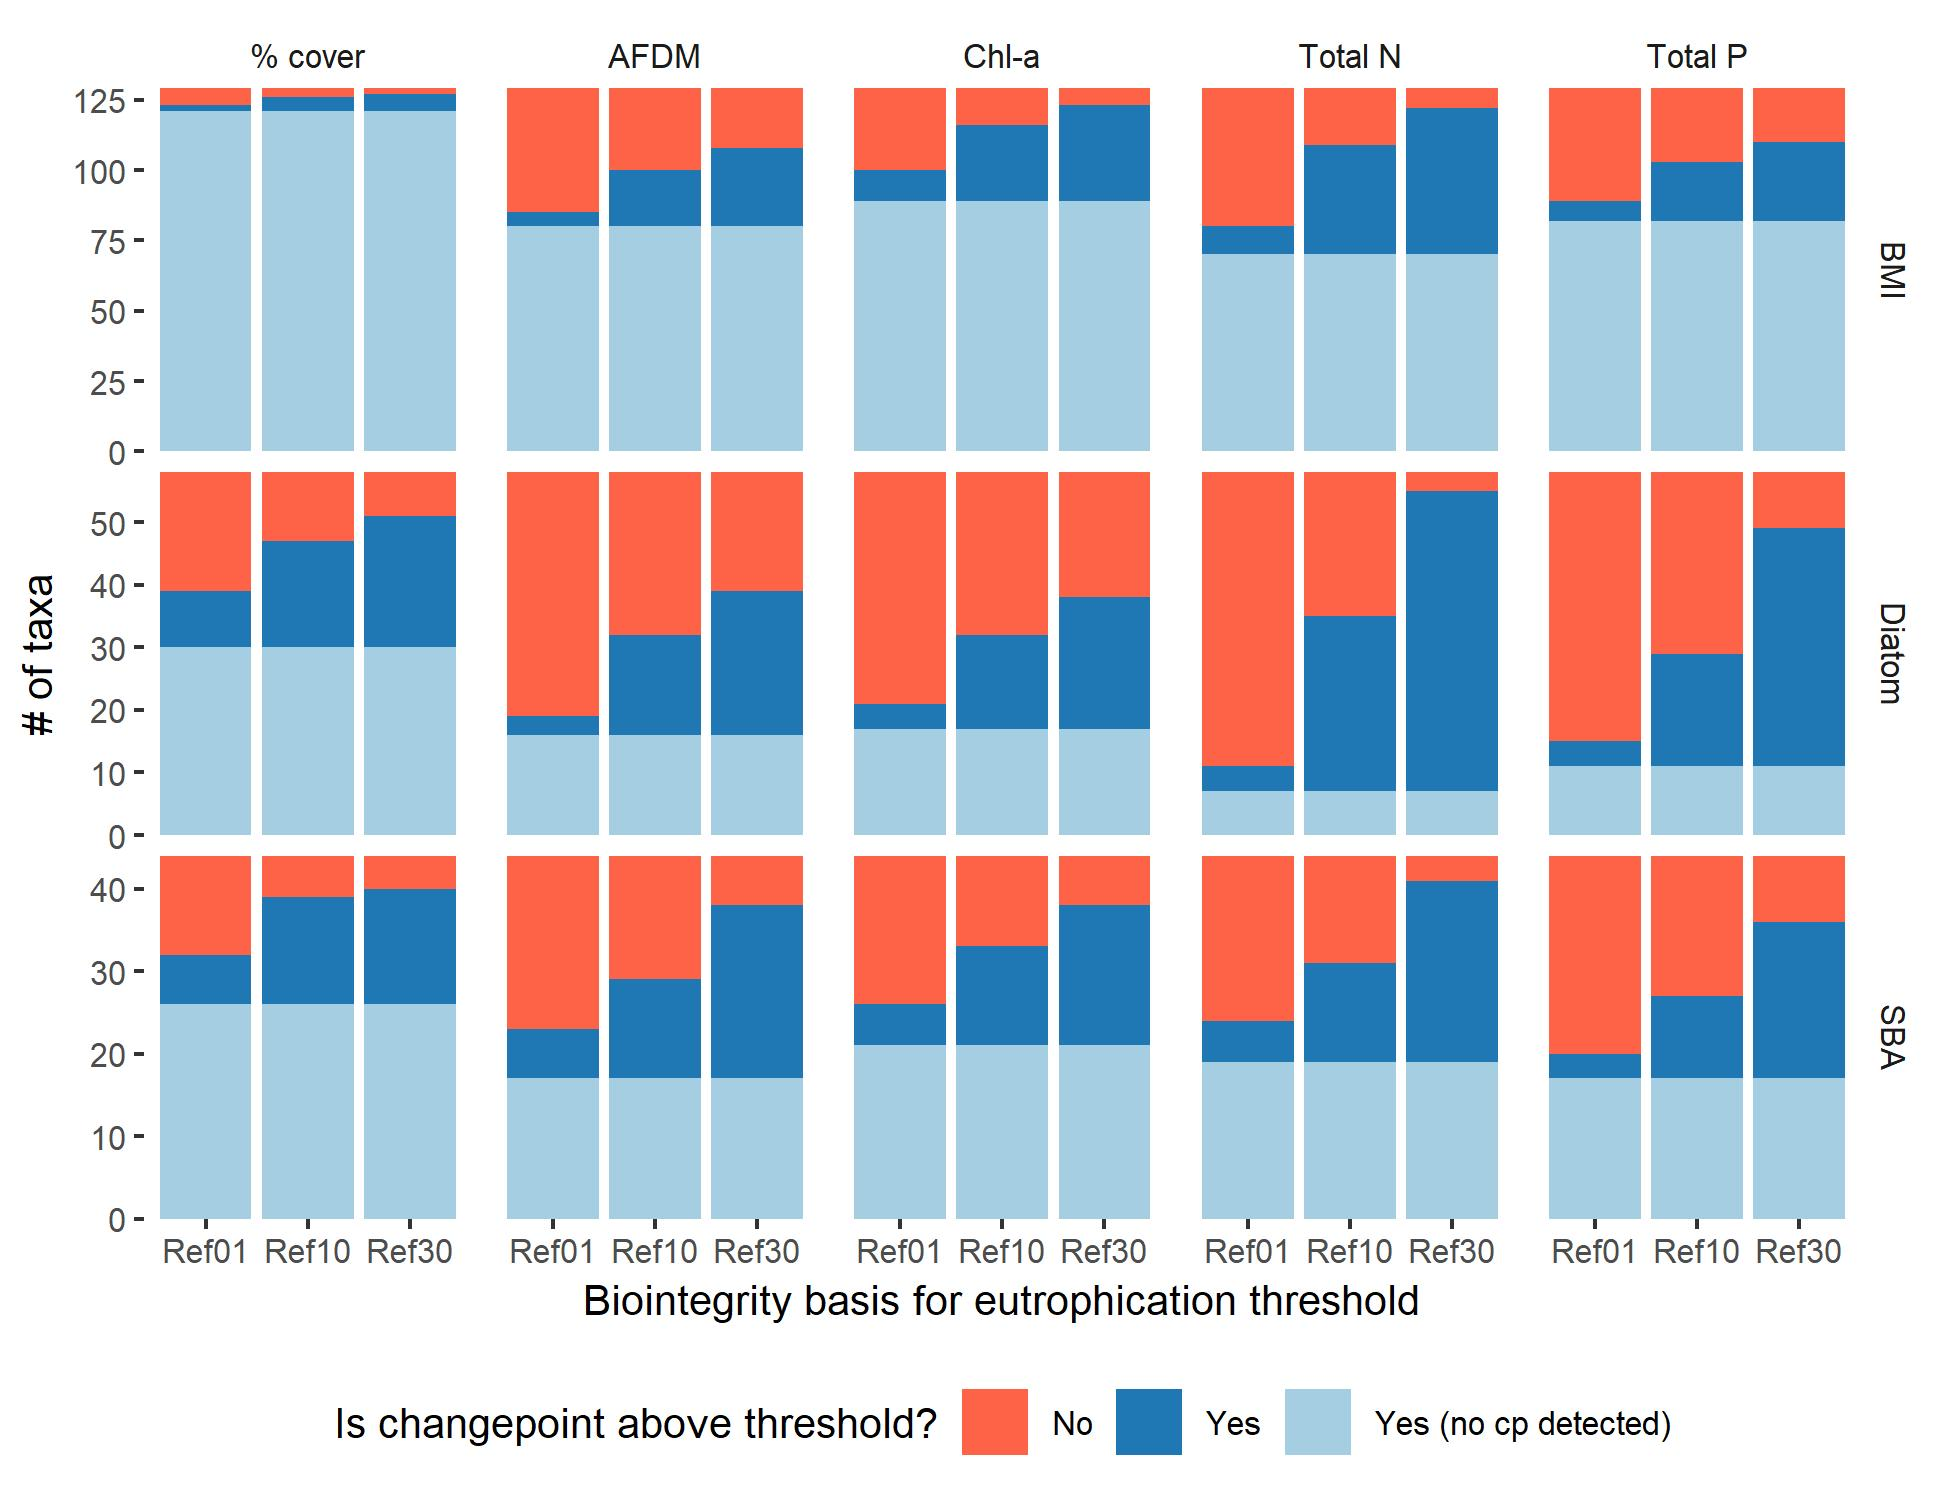 % cover AFDM Chl-a Total N Total P
125
100
75
50
25
0
BMI
50
40
30
20
10
0
Diatom
40
30
20
10
0
SBA
# of taxa
Ref01 Ref10 Ref30 Ref01 Ref10 Ref30 Ref01 Ref10 Ref30 Ref01 Ref10 Ref30 Ref01 Ref10 Ref30
Biointegrity basis for eutrophication threshold
Is changepoint above threshold? No Yes Yes (no cp detected)